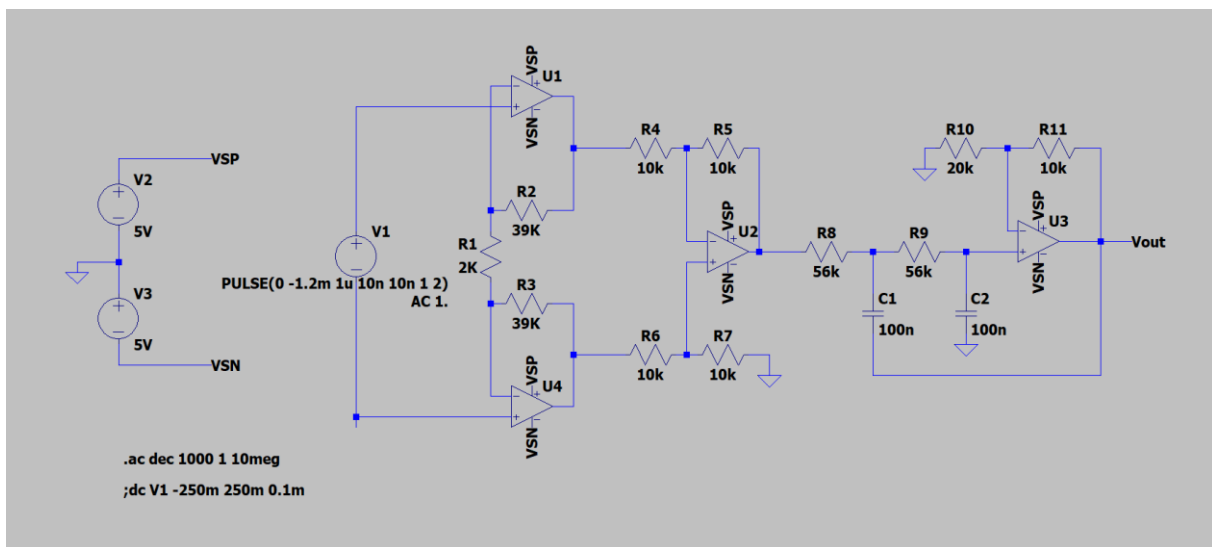 VSP
V2
5V
V3
5V
VSN
V1
PULSE(0 -1.2m 1u 10n 10n 1 2)
AC 1.
VSP
U1
VSN
R2
39K
R1
2K
R3
39K
VSP
U4
VSN
R4
10k
R5
10k
VSP
U2
VSN
R6
10k
R7
10k
R8
56k
R9
56k
C1
100n
C2
100n
R10
20k
R11
10k
VSP
U3
VSN
Vout
.ac dec 1000 1 10meg
;dc V1 -250m 250m 0.1m